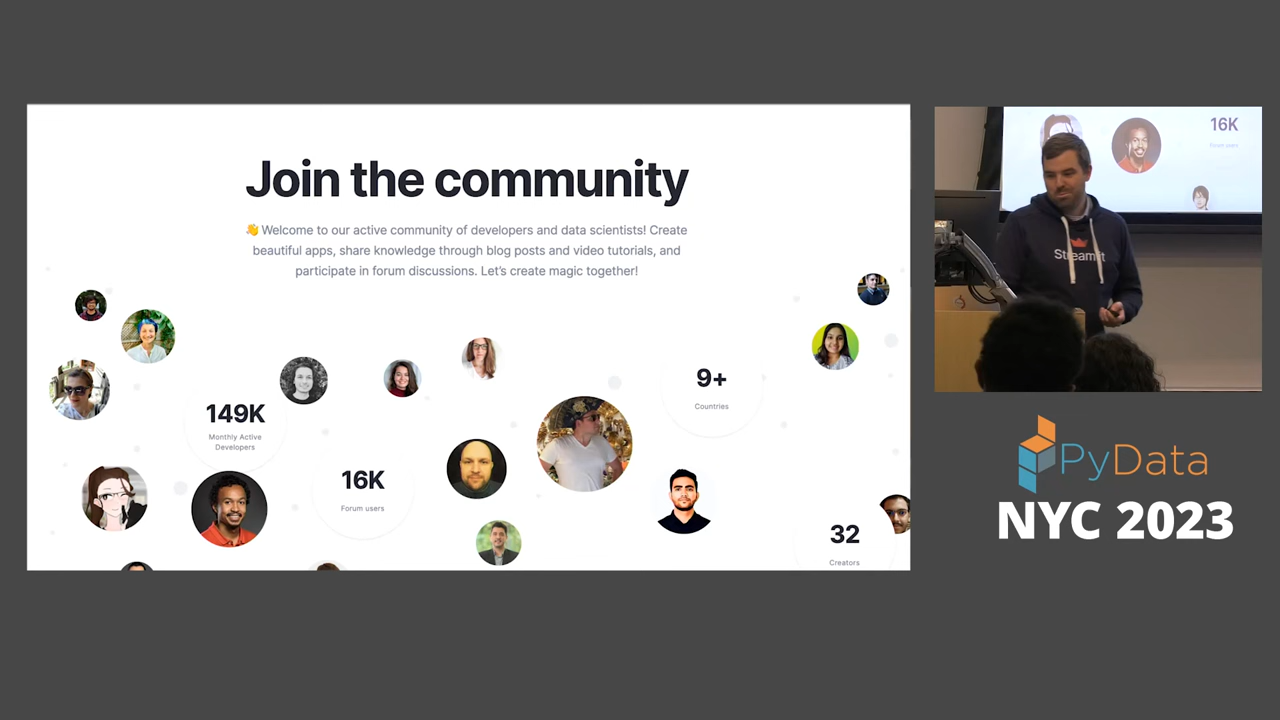 Join the community
👋 Welcome to our active community of developers and data scientists! Create
beautiful apps, share knowledge through blog posts and video tutorials, and
participate in forum discussions. Let's create magic together!
149K
Monthly Active
Developers
16K
Forum users
9+
Countries
32
Creators
16K
Forum users
Streamlit
PyData
NYC 2023